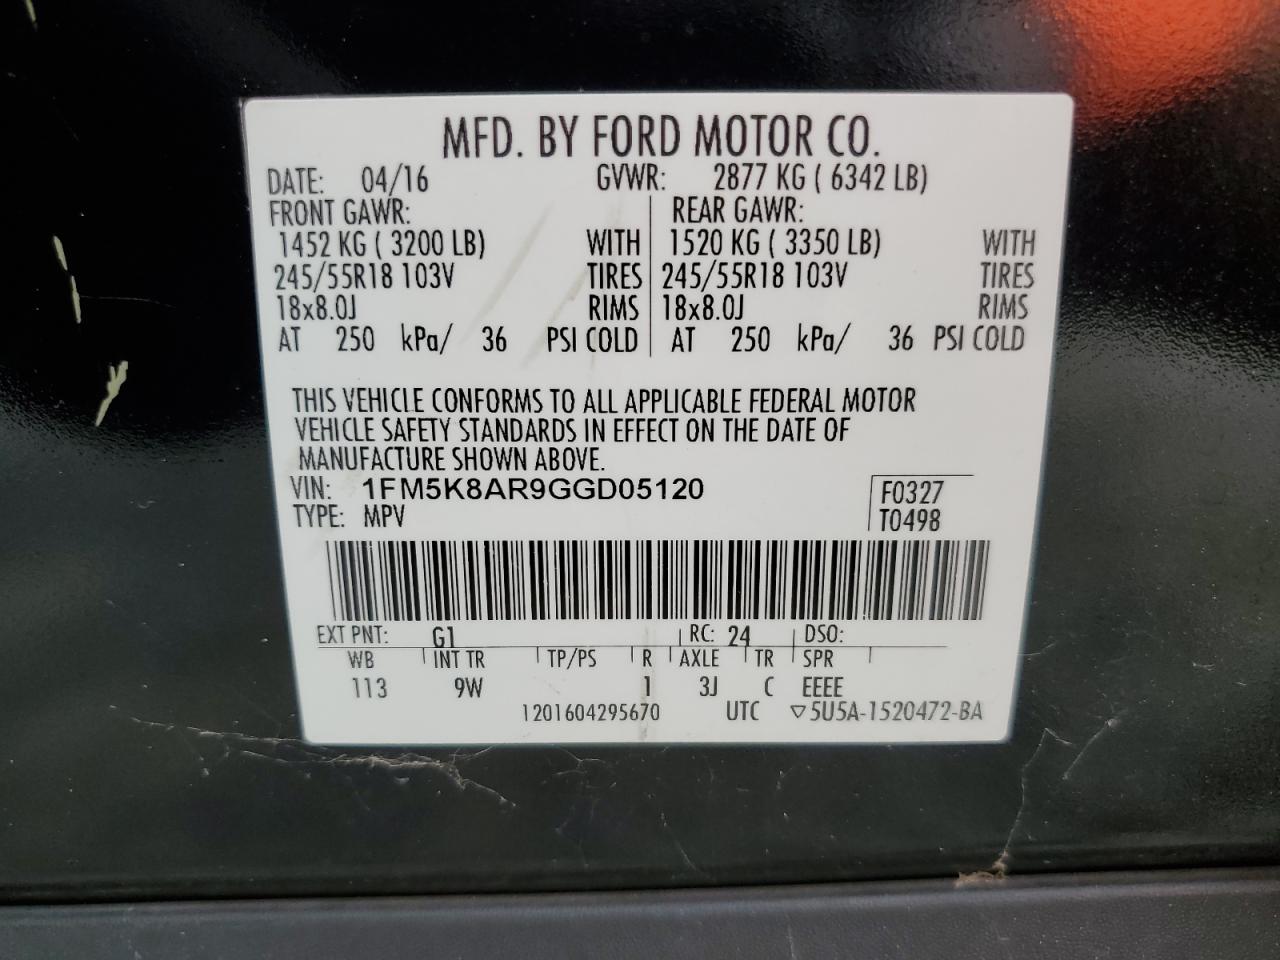 MFD. BY FORD MOTOR CO.
DATE: 04/16 GVWR: 2877 KG ( 6342 LB)
FRONT GAWR: REAR GAWR:
1452 KG ( 3200 LB) WITH 1520 KG ( 3350 LB) WITH
245/55R18 103V TIRES 245/55R18 103V TIRES
18x8.0J RIMS 18x8.0J RIMS
AT 250 kPa/ 36 PSI COLD AT 250 kPa/ 36 PSI COLD
THIS VEHICLE CONFORMS TO ALL APPLICABLE FEDERAL MOTOR
VEHICLE SAFETY STANDARDS IN EFFECT ON THE DATE OF
MANUFACTURE SHOWN ABOVE.
VIN: 1FM5K8AR9GGD05120 F0327
TYPE: MPV T0498
EXT PNT: G1 RC: 24 DSO:
WB INT TR TP/PS R AXLE TR SPR
113 9W 1 3J C EEEE
1201604295670 UTC ▽5U5A-1520472-BA